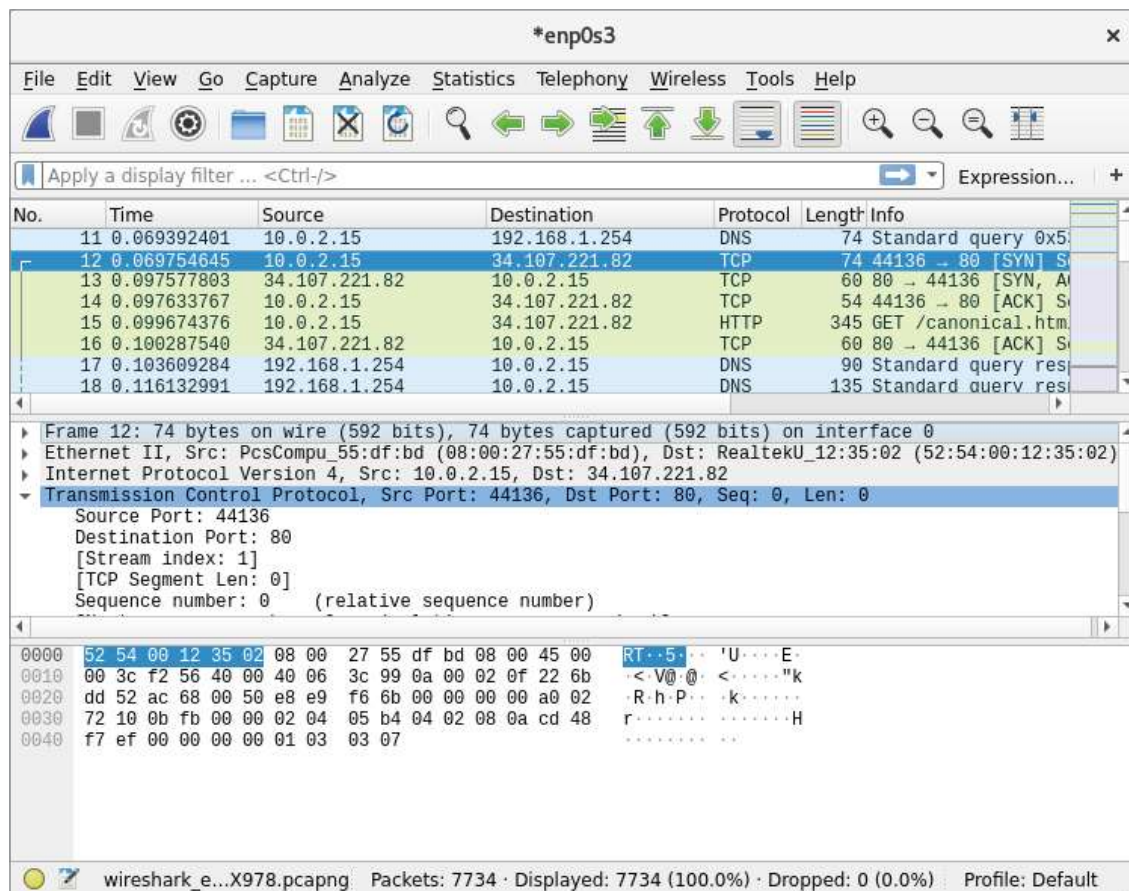 *enp0s3
File Edit View Go Capture Analyze Statistics Telephony Wireless Tools Help
Apply a display filter ... <Ctrl-/> Expression... +
No. Time Source Destination Protocol Length Info
11 0.069392401 10.0.2.15 192.168.1.254 DNS 74 Standard query 0x5
12 0.069754645 10.0.2.15 34.107.221.82 TCP 74 44136 → 80 [SYN] S
13 0.097577803 34.107.221.82 10.0.2.15 TCP 60 80 → 44136 [SYN, A
14 0.097633767 10.0.2.15 34.107.221.82 TCP 54 44136 → 80 [ACK] S
15 0.099674376 10.0.2.15 34.107.221.82 HTTP 345 GET /canonical.htm
16 0.100287540 34.107.221.82 10.0.2.15 TCP 60 80 → 44136 [ACK] S
17 0.103609284 192.168.1.254 10.0.2.15 DNS 90 Standard query res
18 0.116132991 192.168.1.254 10.0.2.15 DNS 135 Standard query res
Frame 12: 74 bytes on wire (592 bits), 74 bytes captured (592 bits) on interface 0
Ethernet II, Src: PcsCompu_55:df:bd (08:00:27:55:df:bd), Dst: RealtekU_12:35:02 (52:54:00:12:35:02)
Internet Protocol Version 4, Src: 10.0.2.15, Dst: 34.107.221.82
Transmission Control Protocol, Src Port: 44136, Dst Port: 80, Seq: 0, Len: 0
Source Port: 44136
Destination Port: 80
[Stream index: 1]
[TCP Segment Len: 0]
Sequence number: 0 (relative sequence number)
0000 52 54 00 12 35 02 08 00 27 55 df bd 08 00 45 00 RT··5··· 'U····E·
0010 00 3c f2 56 40 00 40 06 3c 99 0a 00 02 0f 22 6b ·<·V@·@· <·····"k
0020 dd 52 ac 68 00 50 e8 e9 f6 6b 00 00 00 00 a0 02 ·R·h·P·· ·k······
0030 72 10 0b fb 00 00 02 04 05 b4 04 02 08 0a cd 48 r······· ·······H
0040 f7 ef 00 00 00 00 01 03 03 07 ········ ··
wireshark_e...X978.pcapng Packets: 7734 · Displayed: 7734 (100.0%) · Dropped: 0 (0.0%) Profile: Default